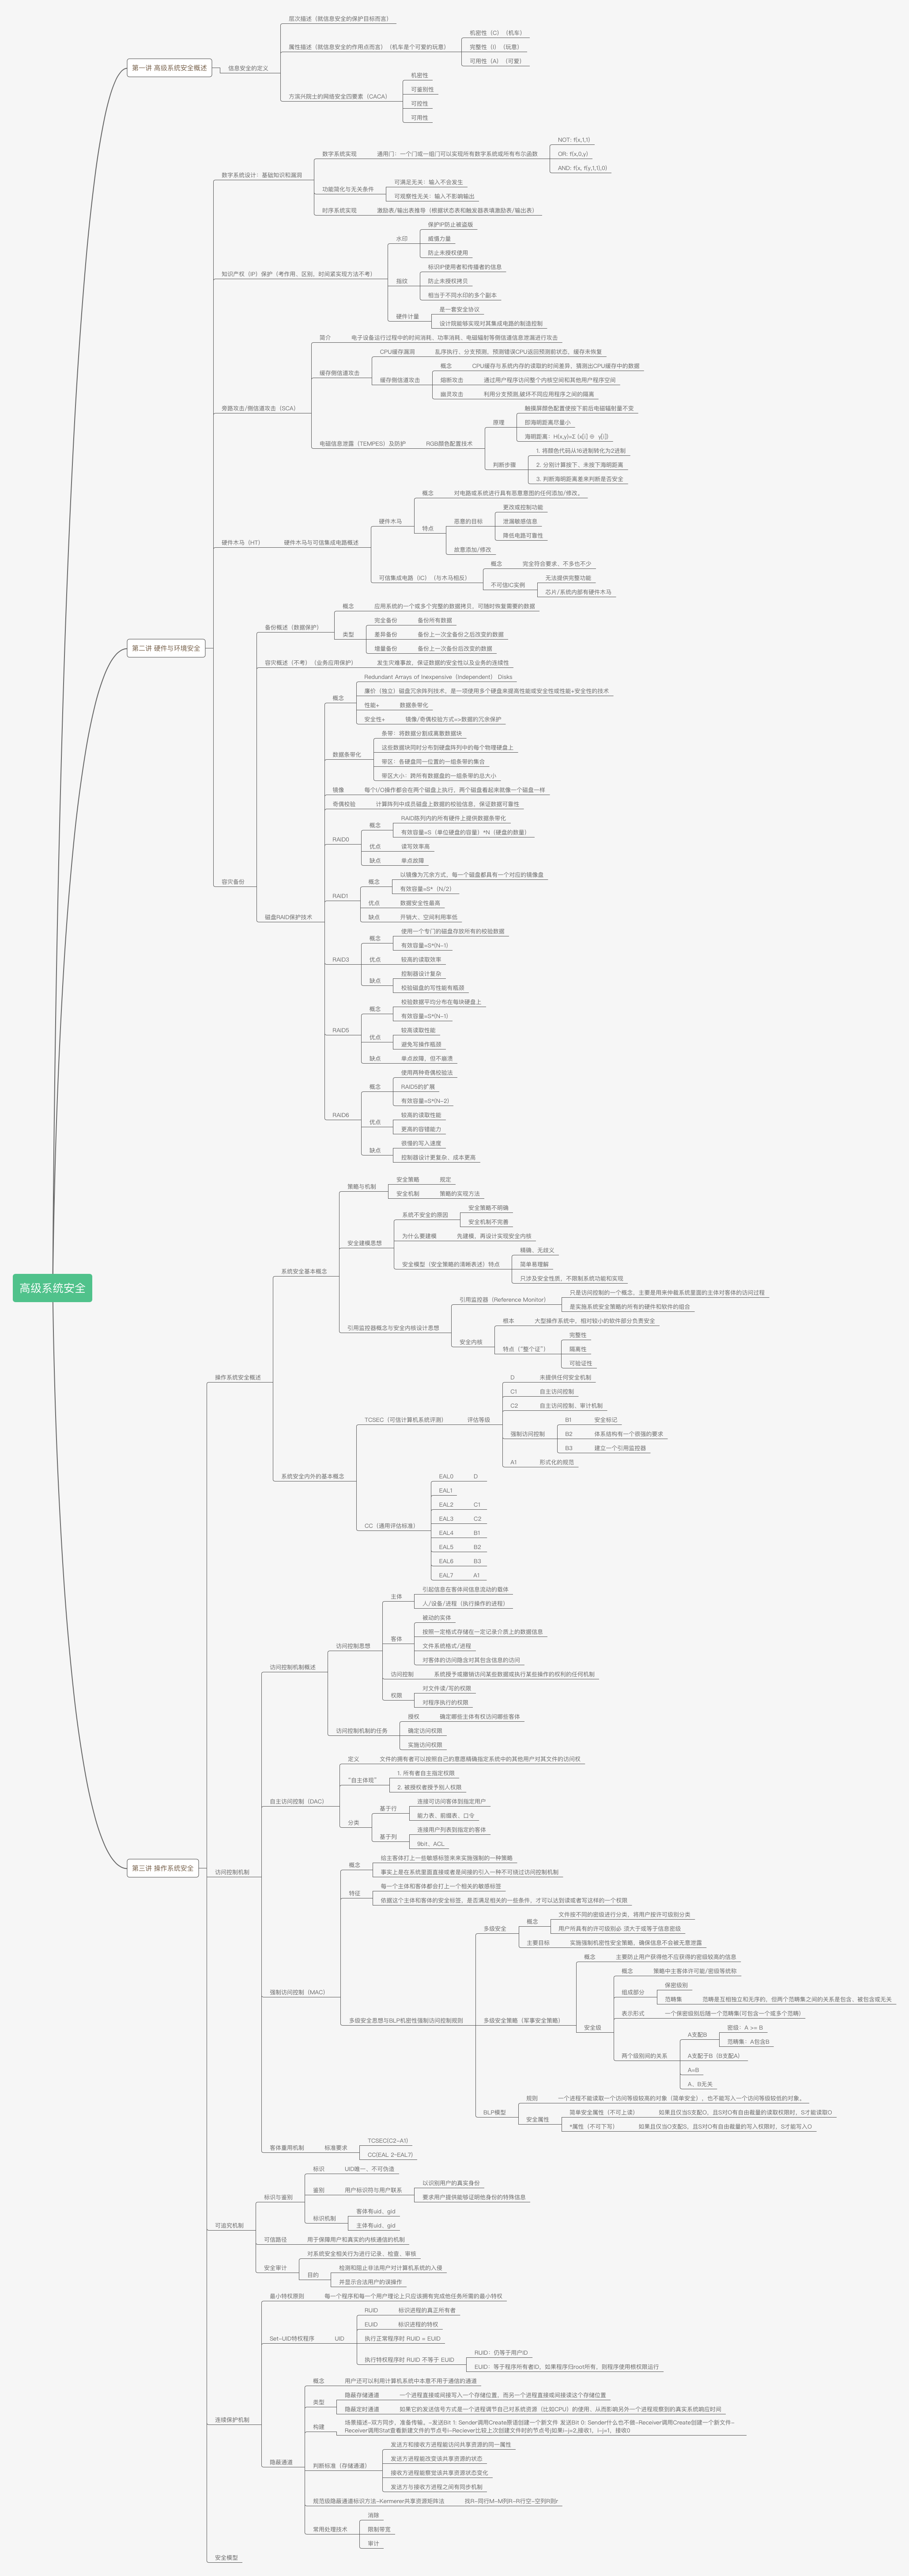 高级系统安全
第一讲 高级系统安全概述
信息安全的定义
层次描述（就信息安全的保护目标而言）
属性描述（就信息安全的作用点而言）（机车是个可爱的玩意）
机密性（C）（机车）
完整性（I）（玩意）
可用性（A）（可爱）
方滨兴院士的网络安全四要素（CACA）
机密性
可鉴别性
可控性
可用性
第二讲 硬件与环境安全
数字系统设计：基础知识和漏洞
数字系统实现
通用门：一个门或一组门可以实现所有数字系统或所有布尔函数
NOT: f(x,1,1)
OR: f(x,0,y)
AND: f(x, f(y,1,1),0)
功能简化与无关条件
可满足无关：输入不会发生
可观察性无关：输入不影响输出
时序系统实现
激励表/输出表推导（根据状态表和触发器表填激励表/输出表）
知识产权（IP）保护（考作用、区别，时间紧实现方法不考）
水印
保护IP防止被盗版
威慑力量
防止未授权使用
指纹
标识IP使用者和传播者的信息
防止未授权拷贝
相当于不同水印的多个副本
硬件计量
是一套安全协议
设计院能够实现对其集成电路的制造控制
旁路攻击/侧信道攻击（SCA）
简介
电子设备运行过程中的时间消耗、功率消耗、电磁辐射等侧信道信息泄漏进行攻击
缓存侧信道攻击
CPU缓存漏洞
乱序执行、分支预测，预测错误CPU返回预测前状态，缓存未恢复
缓存侧信道攻击
概念
CPU缓存与系统内存的读取的时间差异，猜测出CPU缓存中的数据
熔断攻击
通过用户程序访问整个内核空间和其他用户程序空间
幽灵攻击
利用分支预测,破坏不同应用程序之间的隔离
电磁信息泄露（TEMPES）及防护
RGB颜色配置技术
原理
触摸屏颜色配置使按下前后电磁辐射量不变
即海明距离尽量小
海明距离：H(x,y)=Σ (x[i] ⊕ y[i])
判断步骤
1. 将颜色代码从16进制转化为2进制
2. 分别计算按下、未按下海明距离
3. 判断海明距离差来判断是否安全
硬件木马（HT）
硬件木马与可信集成电路概述
硬件木马
概念
对电路或系统进行具有恶意意图的任何添加/修改。
特点
恶意的目标
更改或控制功能
泄漏敏感信息
降低电路可靠性
故意添加/修改
可信集成电路（IC）（与木马相反）
概念
完全符合要求，不多也不少
不可信IC实例
无法提供完整功能
芯片/系统内部有硬件木马
容灾备份
备份概述（数据保护）
概念
应用系统的一个或多个完整的数据拷贝，可随时恢复需要的数据
类型
完全备份
备份所有数据
差异备份
备份上一次全备份之后改变的数据
增量备份
备份上一次备份后改变的数据
容灾概述（不考）（业务应用保护）
发生灾难事故，保证数据的安全性以及业务的连续性
磁盘RAID保护技术
概念
Redundant Arrays of Inexpensive（Independent） Disks
廉价（独立）磁盘冗余阵列技术，是一项使用多个硬盘来提高性能或安全性或性能+安全性的技术
性能+
数据条带化
安全性+
镜像/奇偶校验方式=>数据的冗余保护
数据条带化
条带：将数据分割成离散数据块
这些数据块同时分布到硬盘阵列中的每个物理硬盘上
带区：各硬盘同一位置的一组条带的集合
带区大小：跨所有数据盘的一组条带的总大小
镜像
每个I/O操作都会在两个磁盘上执行，两个磁盘看起来就像一个磁盘一样
奇偶校验
计算阵列中成员磁盘上数据的校验信息，保证数据可靠性
RAID0
概念
RAID阵列内的所有硬件上提供数据条带化
有效容量=S（单位硬盘的容量）*N（硬盘的数量）
优点
读写效率高
缺点
单点故障
RAID1
概念
以镜像为冗余方式，每一个磁盘都具有一个对应的镜像盘
有效容量=S*（N/2）
优点
数据安全性最高
缺点
开销大，空间利用率低
RAID3
概念
使用一个专门的磁盘存放所有的校验数据
有效容量=S*(N-1)
优点
较高的读取效率
缺点
控制器设计复杂
校验磁盘的写性能有瓶颈
RAID5
概念
校验数据平均分布在每块硬盘上
有效容量=S*(N-1)
优点
较高读取性能
避免写操作瓶颈
缺点
单点故障，但不崩溃
RAID6
概念
使用两种奇偶校验法
RAID5的扩展
有效容量=S*(N-2)
优点
较高的读取性能
更高的容错能力
缺点
很慢的写入速度
控制器设计更复杂，成本更高
第三讲 操作系统安全
操作系统安全概述
系统安全基本概念
策略与机制
安全策略
规定
安全机制
策略的实现方法
安全建模思想
系统不安全的原因
安全策略不明确
安全机制不完善
为什么要建模
先建模，再设计实现安全内核
安全模型（安全策略的清晰表述）特点
精确、无歧义
简单易理解
只涉及安全性质，不限制系统功能和实现
引用监控器概念与安全内核设计思想
引用监控器（Reference Monitor）
只是访问控制的一个概念，主要是用来仲裁系统里面的主体对客体的访问过程
是实施系统安全策略的所有的硬件和软件的组合
安全内核
根本
大型操作系统中，相对较小的软件部分负责安全
特点（“整个证”）
完整性
隔离性
可验证性
系统安全内外的基本概念
TCSEC（可信计算机系统评测）
评估等级
D
未提供任何安全机制
C1
自主访问控制
C2
自主访问控制、审计机制
强制访问控制
B1
安全标记
B2
体系结构有一个很强的要求
B3
建立一个引用监控器
A1
形式化的规范
CC（通用评估标准）
EAL0
D
EAL1
EAL2
C1
EAL3
C2
EAL4
B1
EAL5
B2
EAL6
B3
EAL7
A1
访问控制机制
访问控制机制概述
访问控制思想
主体
引起信息在客体间信息流动的载体
人/设备/进程（执行操作的进程）
客体
被动的实体
按照一定格式存储在一定记录介质上的数据信息
文件系统格式/进程
对客体的访问隐含对其包含信息的访问
访问控制
系统授予或撤销访问某些数据或执行某些操作的权利的任何机制
权限
对文件读/写的权限
对程序执行的权限
访问控制机制的任务
授权
确定哪些主体有权访问哪些客体
确定访问权限
实施访问权限
自主访问控制（DAC）
定义
文件的拥有者可以按照自己的意愿精确指定系统中的其他用户对其文件的访问权
“自主体现”
1. 所有者自主指定权限
2. 被授权者授予别人权限
分类
基于行
连接可访问客体到指定用户
能力表、前缀表、口令
基于列
连接用户列表到指定的客体
9bit、ACL
强制访问控制（MAC）
概念
给主客体打上一些敏感标签来来实施强制的一种策略
事实上是在系统里面直接或者是间接的引入一种不可绕过访问控制机制
特征
每一个主体和客体都会打上一个相关的敏感标签
依据这个主体和客体的安全标签，是否满足相关的一些条件，才可以达到读或者写这样的一个权限
多级安全思想与BLP机密性强制访问控制规则
多级安全
概念
文件按不同的密级进行分类，将用户按许可级别分类
用户所具有的许可级别必 须大于或等于信息密级
主要目标
实施强制机密性安全策略，确保信息不会被无意泄露
多级安全策略（军事安全策略）
概念
主要防止用户获得他不应获得的密级较高的信息
安全级
概念
策略中主客体许可能/密级等统称
组成部分
保密级别
范畴集
范畴是互相独立和无序的，但两个范畴集之间的关系是包含、被包含或无关
表示形式
一个保密级别后随一个范畴集(可包含一个或多个范畴)
两个级别间的关系
A支配B
密级：A >= B
范畴集：A包含B
A支配于B（B支配A）
A=B
A、B无关
BLP模型
规则
一个进程不能读取一个访问等级较高的对象（简单安全），也不能写入一个访问等级较低的对象。
安全属性
简单安全属性（不可上读）
如果且仅当S支配O，且S对O有自由裁量的读取权限时，S才能读取O
*属性（不可下写）
如果且仅当O支配S，且S对O有自由裁量的写入权限时，S才能写入O
客体重用机制
标准要求
TCSEC(C2~A1)
CC(EAL 2~EAL7)
可追究机制
标识与鉴别
标识
UID唯一、不可伪造
鉴别
用户标识符与用户联系
以识别用户的真实身份
要求用户提供能够证明他身份的特殊信息
标识机制
客体有uid、gid
主体有uid、gid
可信路径
用于保障用户和真实的内核通信的机制
安全审计
对系统安全相关行为进行记录、检查、审核
目的
检测和阻止非法用户对计算机系统的入侵
并显示合法用户的误操作
连续保护机制
最小特权原则
每一个程序和每一个用户理论上只应该拥有完成他任务所需的最小特权
Set-UID特权程序
UID
RUID
标识进程的真正所有者
EUID
标识进程的特权
执行正常程序时 RUID = EUID
执行特权程序时 RUID 不等于 EUID
RUID：仍等于用户ID
EUID：等于程序所有者ID，如果程序归root所有，则程序使用根权限运行
隐蔽通道
概念
用户还可以利用计算机系统中本意不用于通信的通道
类型
隐蔽存储通道
一个进程直接或间接写入一个存储位置，而另一个进程直接或间接读这个存储位置
隐蔽定时通道
如果它的发送信号方式是一个进程调节自己对系统资源（比如CPU）的使用，从而影响另外一个进程观察到的真实系统响应时间
构建
场景描述-双方同步，准备传输。-发送Bit 1: Sender调用Create原语创建一个新文件 发送Bit 0: Sender什么也不做-Receiver调用Create创建一个新文件-
Receiver调用Stat查看新建文件的节点号i-Reciever比较上次创建文件时的节点号j如果i-j=2,接收1，i-j=1，接收0
判断标准（存储通道）
发送方和接收方进程能访问共享资源的同一属性
发送方进程能改变该共享资源的状态
接收方进程能察觉该共享资源状态变化
发送方与接收方进程之间有同步机制
规范级隐蔽通道标识方法-Kermerer共享资源矩阵法
找R-同行M-M列R-R行空-空列R则r
常用处理技术
消除
限制带宽
审计
安全模型